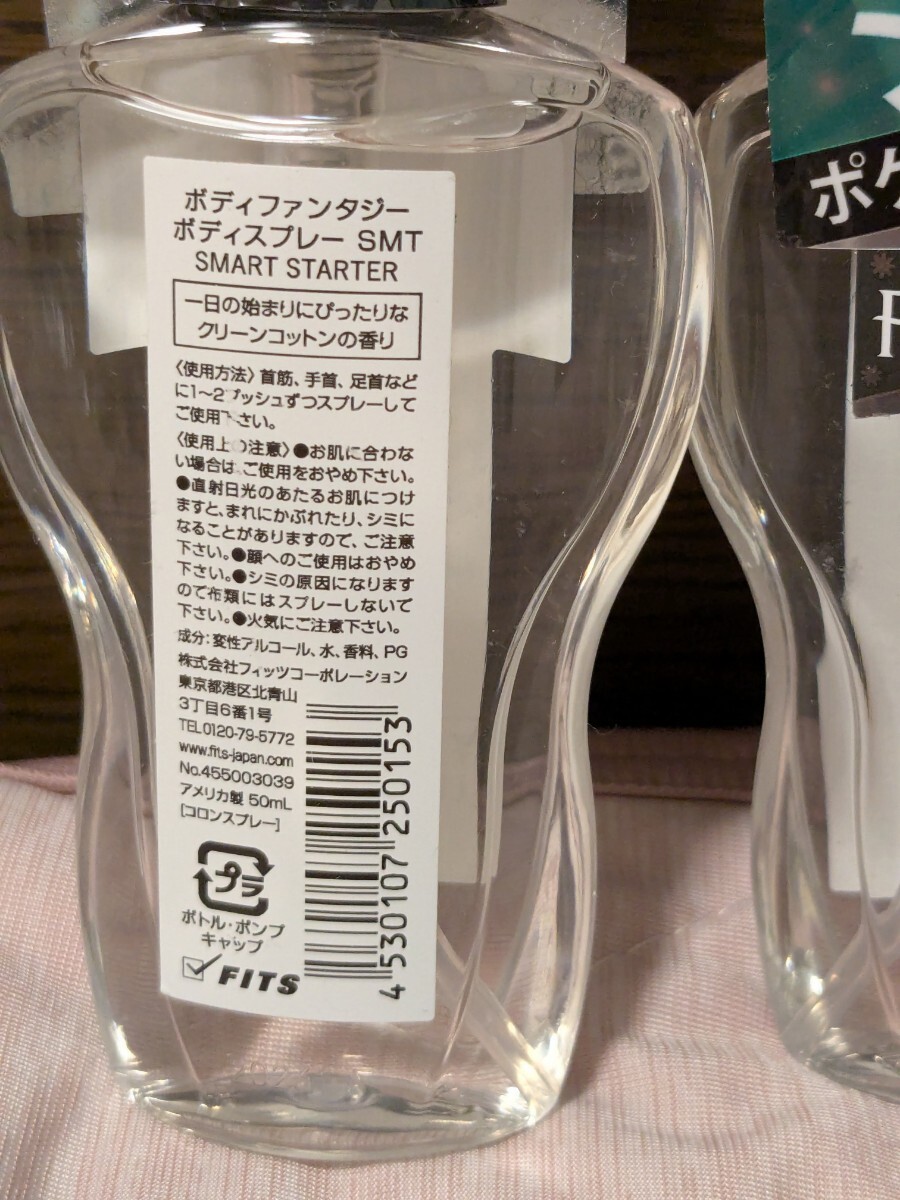 ボディファンタジー
ボディスプレー SMT
SMART STARTER
一日の始まりにぴったりな
クリーンコットンの香り
〈使用方法〉首筋、手首、足首など
に1〜2プッシュずつスプレーして
ご使用下さい。
〈使用上の注意〉●お肌に合わな
い場合は、ご使用をおやめ下さい。
●直射日光のあたるお肌につけ
ますと、まれにかぶれたり、シミに
なることがありますので、ご注意
下さい。●顔へのご使用はおやめ
下さい。●シミの原因になります
ので布類にはスプレーしないで
下さい。●火気にご注意下さい。
成分：変性アルコール、水、香料、PG
株式会社フィッツコーポレーション
東京都港区北青山
3丁目6番1号
TEL0120-79-5772
www.fits-japan.com
No.455003039
アメリカ製 50mL
[コロンスプレー]
プラ
ボトル・ポンプ
キャップ
FITS
4 530107 250153
ポケ
F